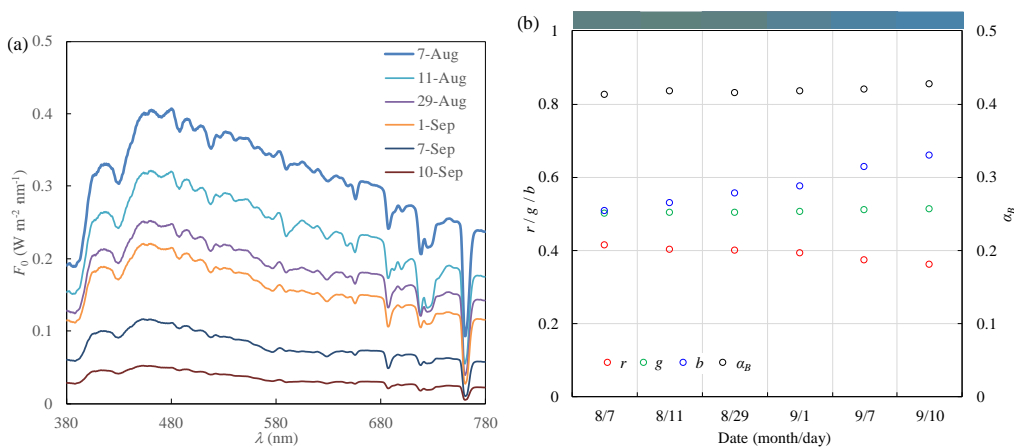 (a)
0.5
0.4
0.3
0.2
0.1
0
F0 (W m-2 nm-1)
7-Aug
11-Aug
29-Aug
1-Sep
7-Sep
10-Sep
380
480
580
680
780
λ (nm)
(b)
1
0.8
0.6
0.4
0.2
0
r / g / b
0.5
0.4
0.3
0.2
0.1
0
αB
r
g
b
αB
8/7
8/11
8/29
9/1
9/7
9/10
Date (month/day)